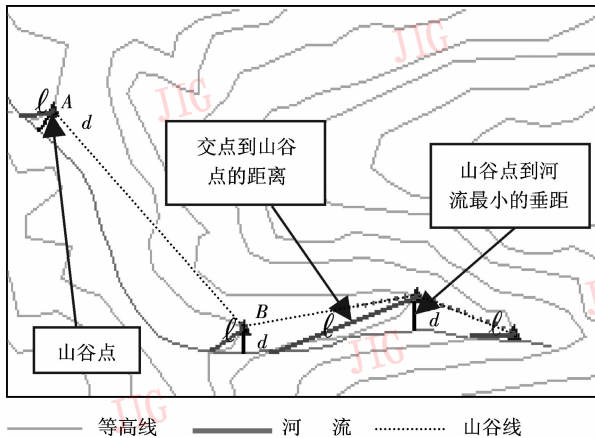 JIG
JIG
ℓ A
d
交点到山谷
点的距离
山谷点到河
流最小的垂距
JIG
B
ℓ
d
ℓ
d
ℓ
山谷点
JIG
JIG
等高线 河 流 山谷线